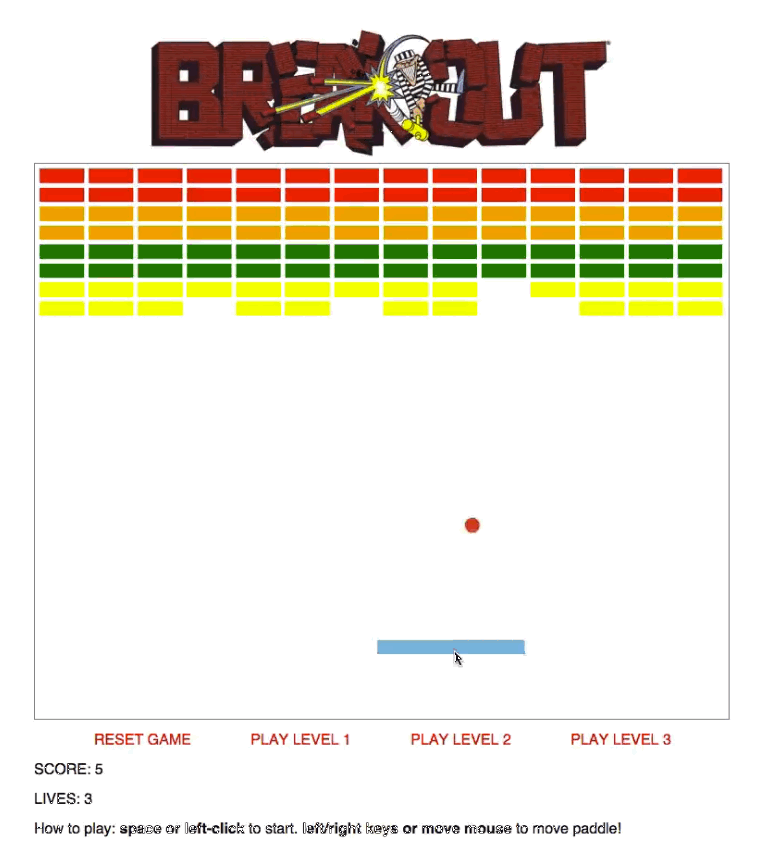 BREAKOUT
RESET GAME PLAY LEVEL 1 PLAY LEVEL 2 PLAY LEVEL 3
SCORE: 5
LIVES: 3
How to play: space or left-click to start. left/right keys or move mouse to move paddle!